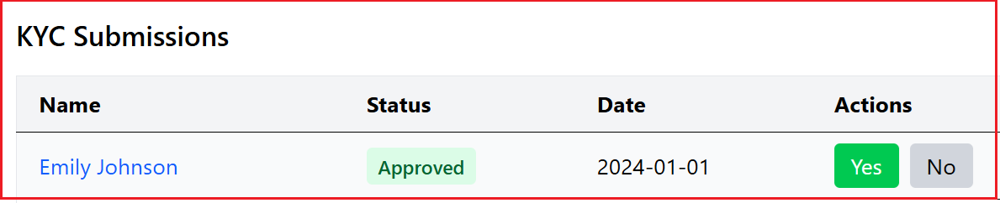 KYC Submissions
Name Status Date Actions
Emily Johnson Approved 2024-01-01 Yes No